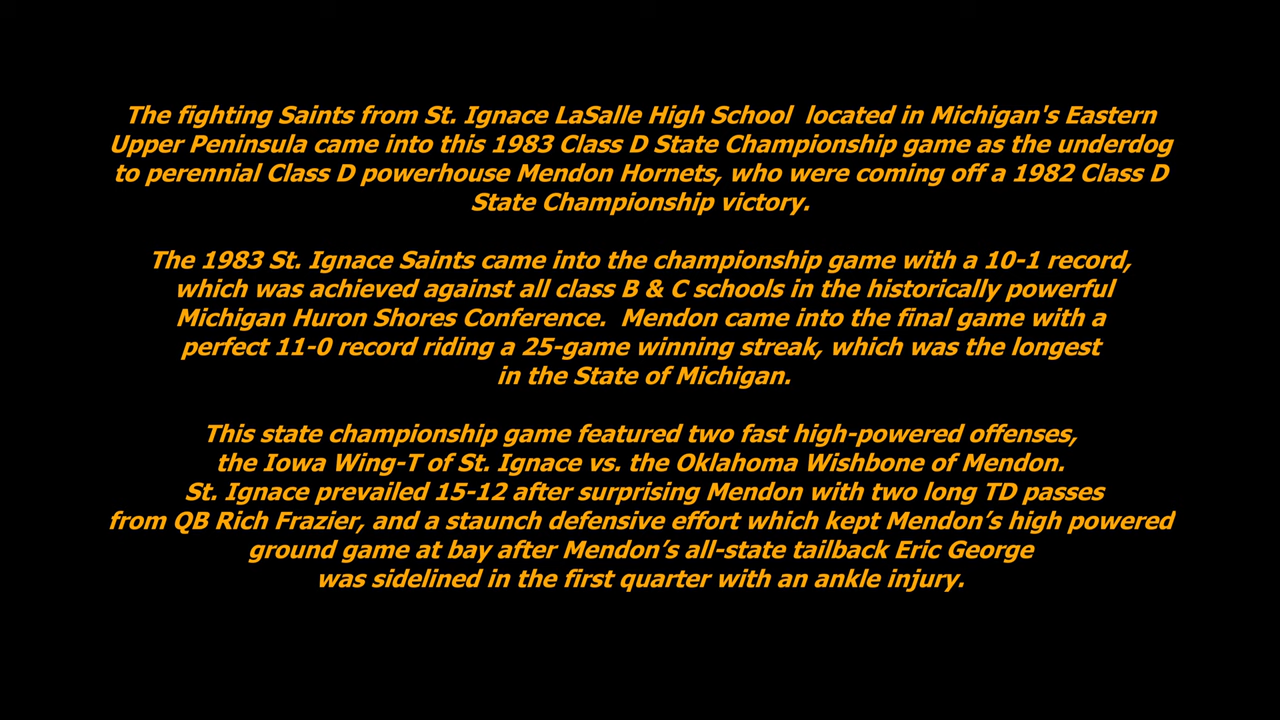 The fighting Saints from St. Ignace LaSalle High School  located in Michigan's Eastern
Upper Peninsula came into this 1983 Class D State Championship game as the underdog
to perennial Class D powerhouse Mendon Hornets, who were coming off a 1982 Class D
State Championship victory.
The 1983 St. Ignace Saints came into the championship game with a 10-1 record,
which was achieved against all class B & C schools in the historically powerful
Michigan Huron Shores Conference.  Mendon came into the final game with a
perfect 11-0 record riding a 25-game winning streak, which was the longest
in the State of Michigan.
This state championship game featured two fast high-powered offenses,
the Iowa Wing-T of St. Ignace vs. the Oklahoma Wishbone of Mendon.
St. Ignace prevailed 15-12 after surprising Mendon with two long TD passes
from QB Rich Frazier, and a staunch defensive effort which kept Mendon’s high powered
ground game at bay after Mendon’s all-state tailback Eric George
was sidelined in the first quarter with an ankle injury.